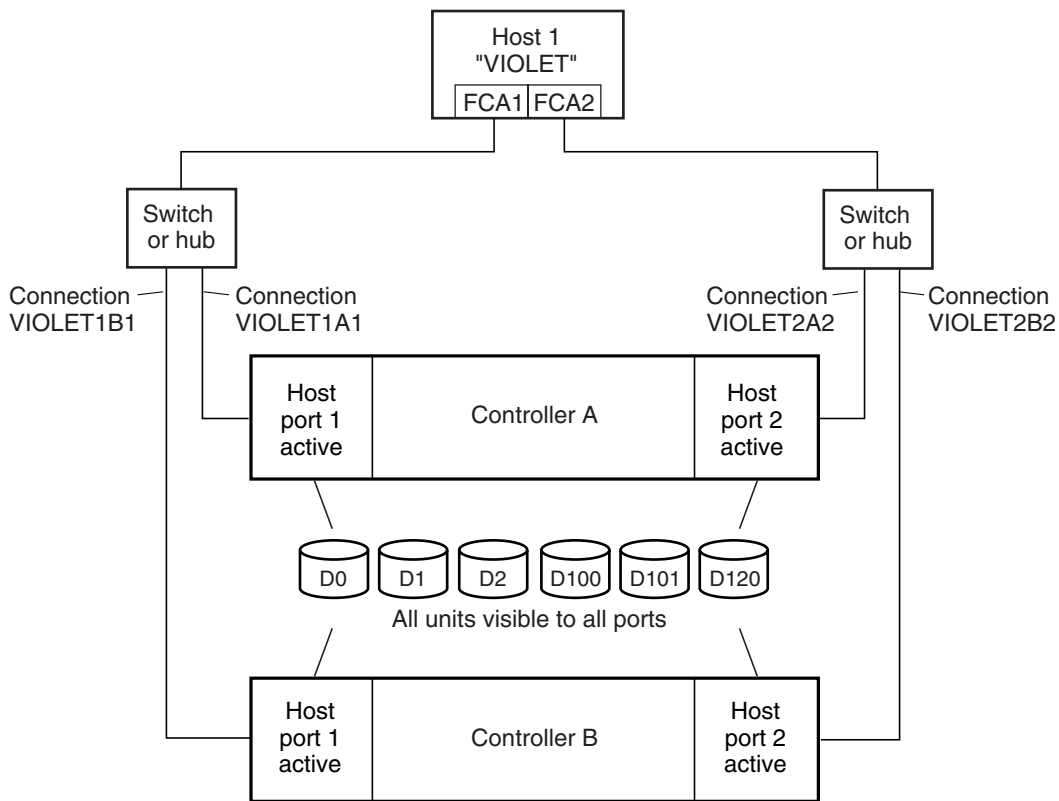 Host 1
"VIOLET"
FCA1 FCA2
Switch
or hub
Switch
or hub
Connection
VIOLET1B1
Connection
VIOLET1A1
Connection
VIOLET2A2
Connection
VIOLET2B2
Host
port 1
active
Controller A
Host
port 2
active
D0 D1 D2 D100 D101 D120
All units visible to all ports
Host
port 1
active
Controller B
Host
port 2
active